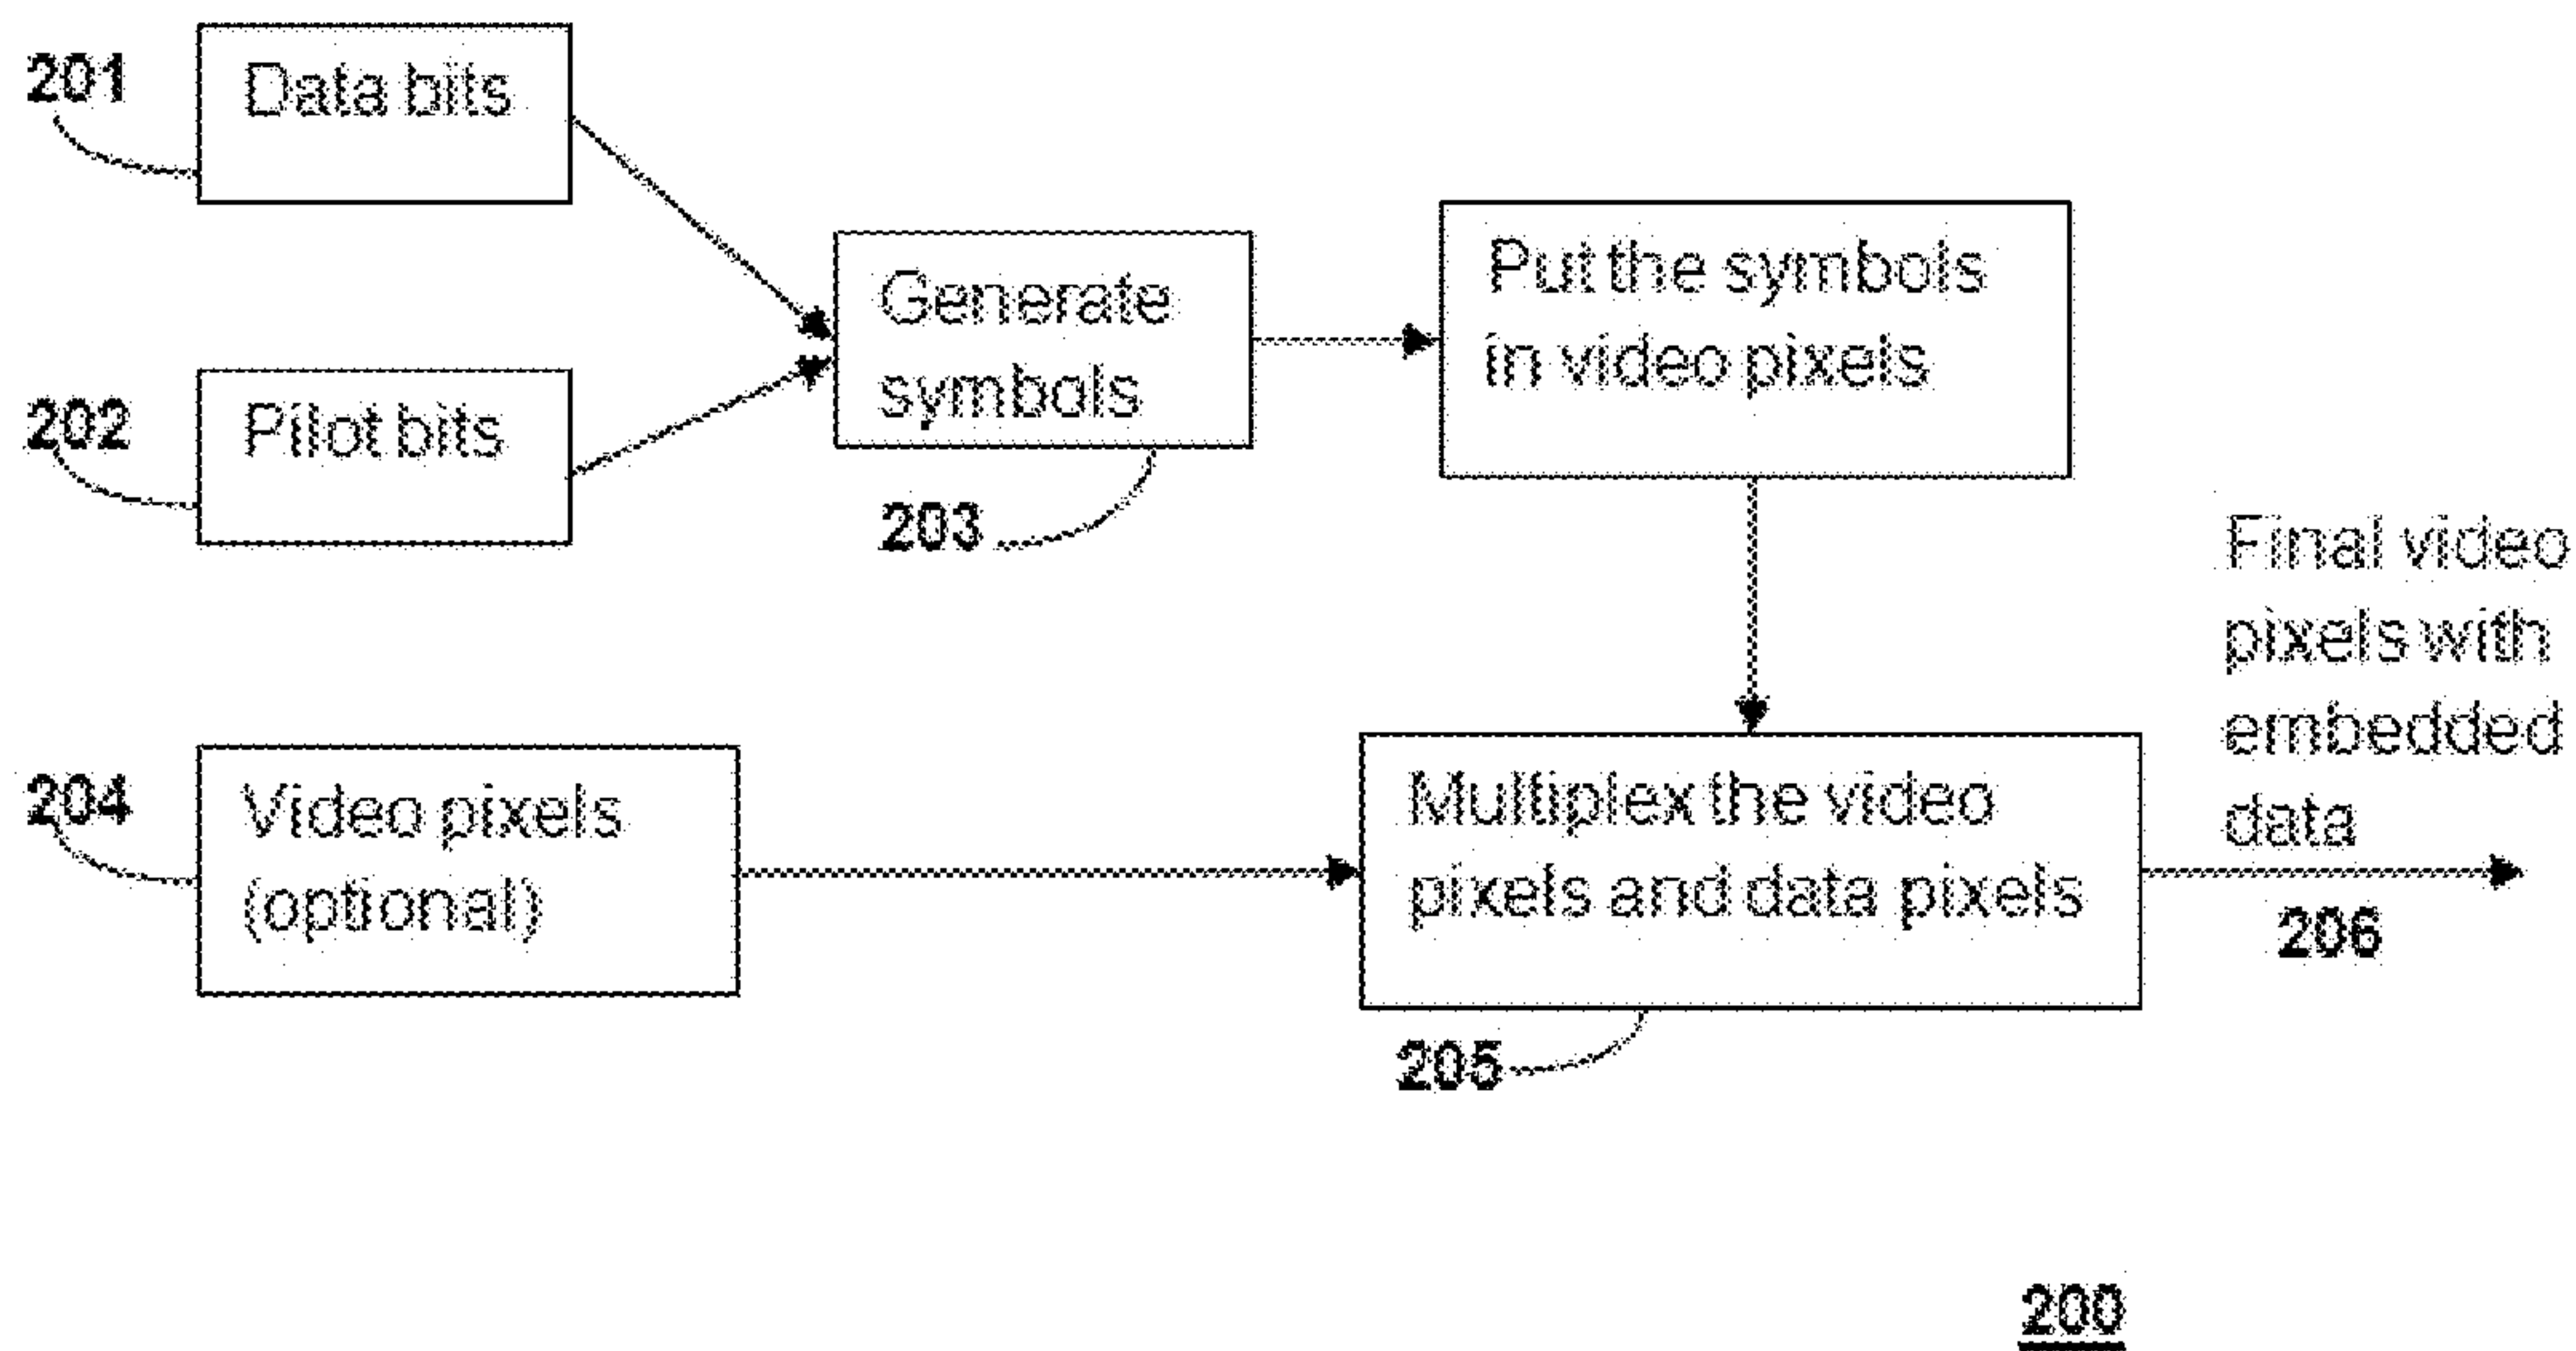 201
Data bits
202
Pilot bits
Generate
symbols
203
Put the symbols
in video pixels
204
Video pixels
(optional)
Multiplex the video
pixels and data pixels
205
Final video
pixels with
embedded
data
206
200